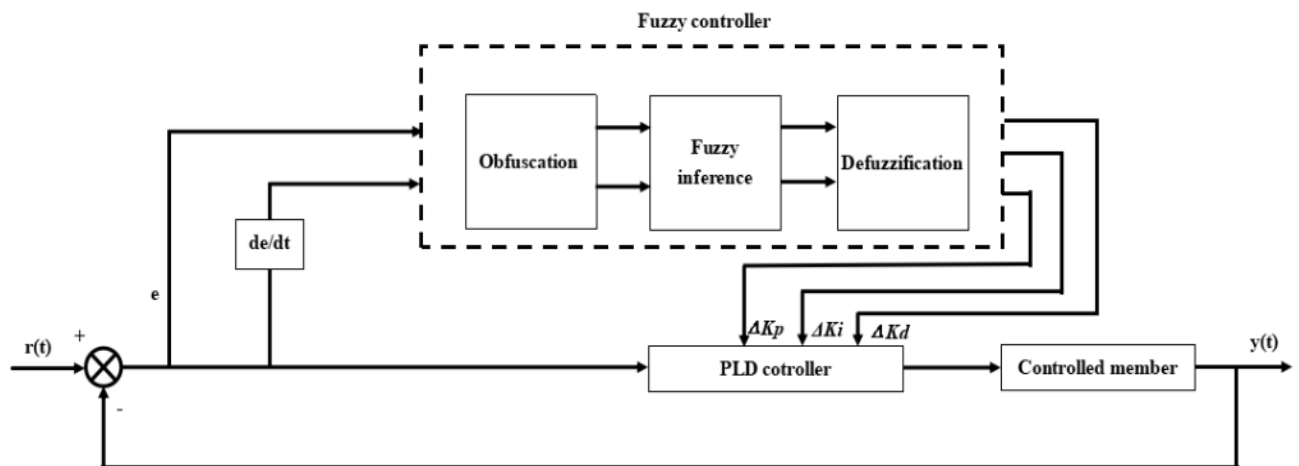 Fuzzy controller
Obfuscation
Fuzzy
inference
Defuzzification
de/dt
e
ΔKp
ΔKi
ΔKd
r(t)
+
-
PLD cotroller
Controlled member
y(t)